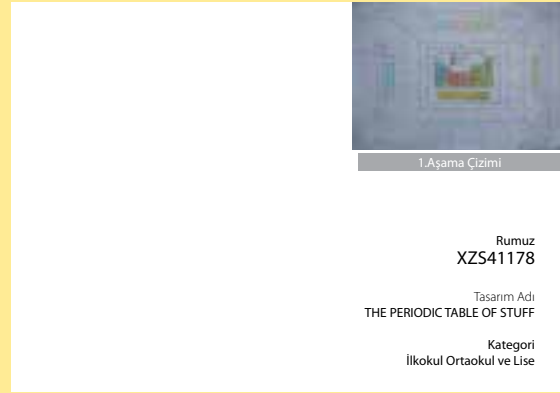 1.Aşama Çizimi
Rumuz
XZS41178
Tasarım Adı
THE PERIODIC TABLE OF STUFF
Kategori
İlkokul Ortaokul ve Lise